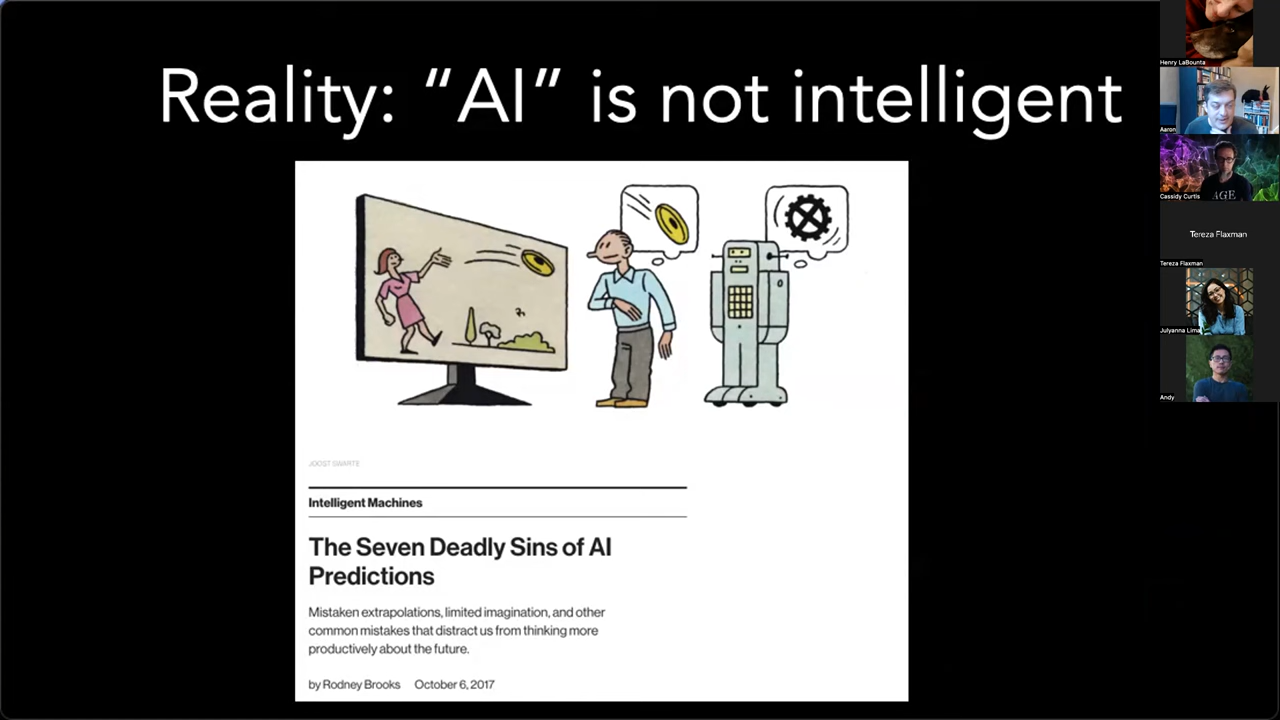 Reality: “AI” is not intelligent
JOOST SWARTE
Intelligent Machines
The Seven Deadly Sins of AI
Predictions
Mistaken extrapolations, limited imagination, and other
common mistakes that distract us from thinking more
productively about the future.
by Rodney Brooks October 6, 2017
Henry LaBounta
Aaron
AGE
Cassidy Curtis
Tereza Flaxman
Tereza Flaxman
Julyanna Lima
Andy